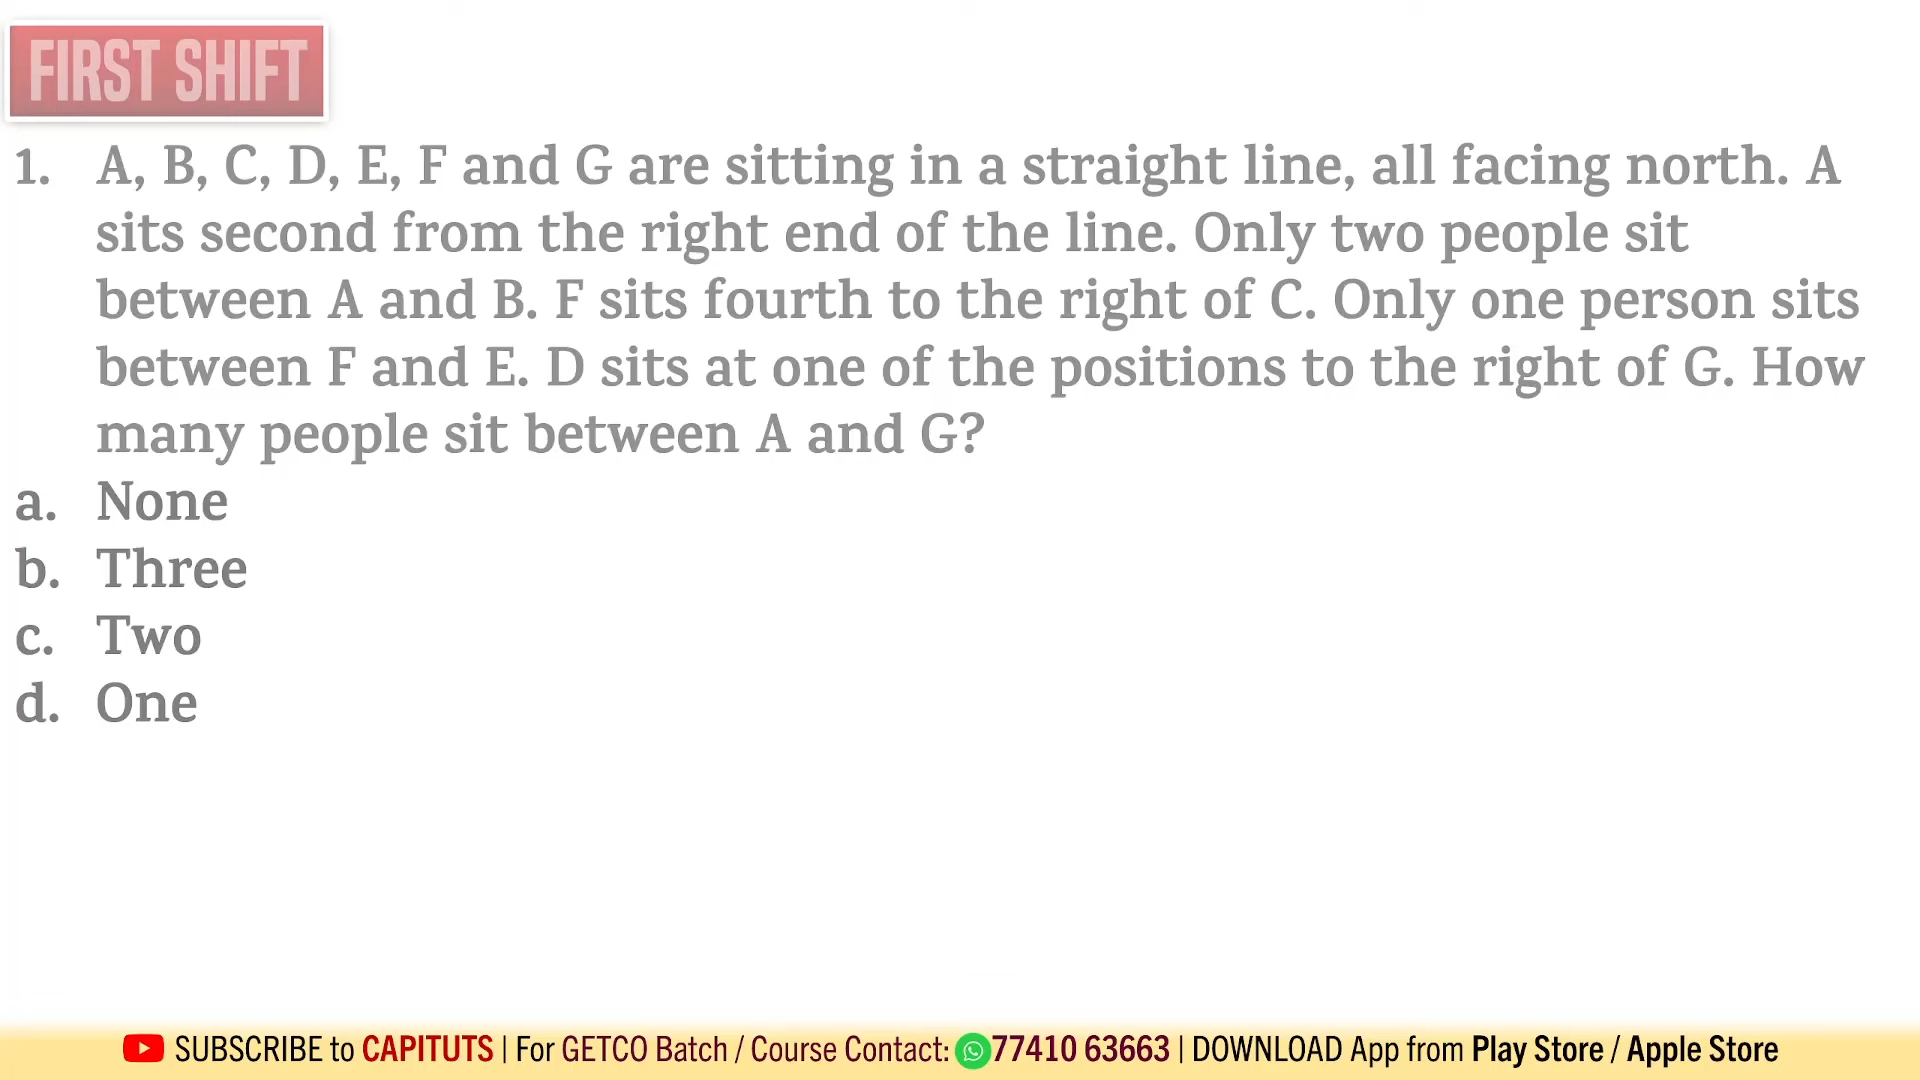 FIRST SHIFT
1. A, B, C, D, E, F and G are sitting in a straight line, all facing north. A
sits second from the right end of the line. Only two people sit
between A and B. F sits fourth to the right of C. Only one person sits
between F and E. D sits at one of the positions to the right of G. How
many people sit between A and G?
a. None
b. Three
c. Two
d. One
SUBSCRIBE to CAPITUTS | For GETCO Batch / Course Contact: 77410 63663 | DOWNLOAD App from Play Store / Apple Store